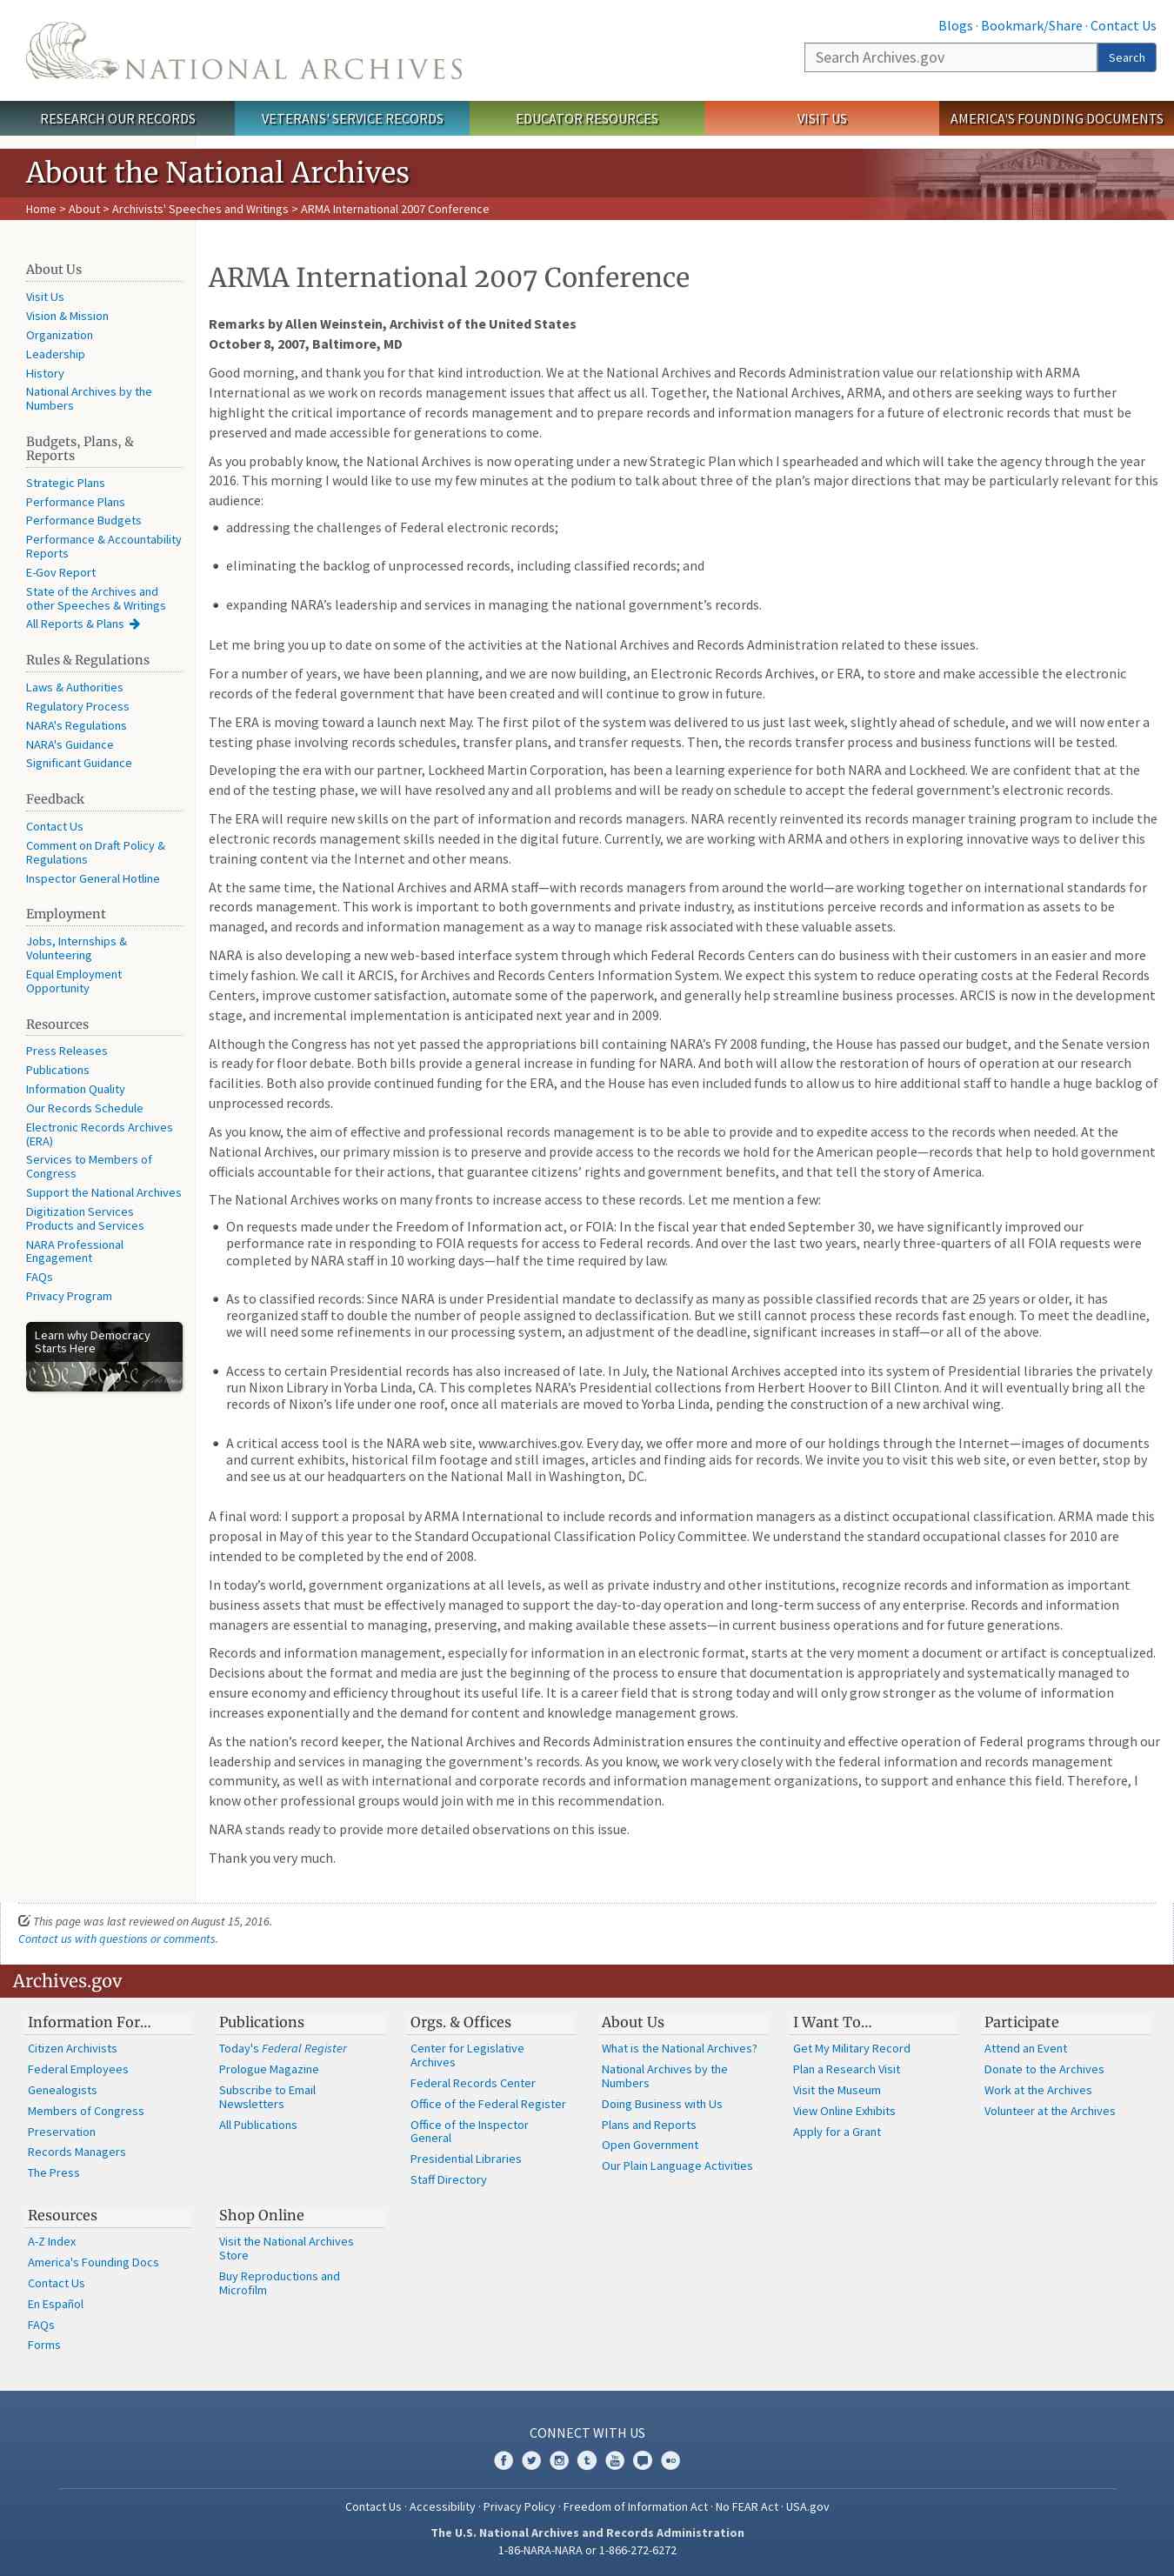 Blogs · Bookmark/Share · Contact Us
NATIONAL ARCHIVES
Search Archives.gov
Search
RESEARCH OUR RECORDS
VETERANS' SERVICE RECORDS
EDUCATOR RESOURCES
VISIT US
AMERICA'S FOUNDING DOCUMENTS
About the National Archives
Home > About > Archivists' Speeches and Writings > ARMA International 2007 Conference
About Us
Visit Us
Vision & Mission
Organization
Leadership
History
National Archives by the
Numbers
Budgets, Plans, &
Reports
Strategic Plans
Performance Plans
Performance Budgets
Performance & Accountability
Reports
E-Gov Report
State of the Archives and
other Speeches & Writings
All Reports & Plans
Rules & Regulations
Laws & Authorities
Regulatory Process
NARA's Regulations
NARA's Guidance
Significant Guidance
Feedback
Contact Us
Comment on Draft Policy &
Regulations
Inspector General Hotline
Employment
Jobs, Internships &
Volunteering
Equal Employment
Opportunity
Resources
Press Releases
Publications
Information Quality
Our Records Schedule
Electronic Records Archives
(ERA)
Services to Members of
Congress
Support the National Archives
Digitization Services
Products and Services
NARA Professional
Engagement
FAQs
Privacy Program
Learn why Democracy
Starts Here
ARMA International 2007 Conference
Remarks by Allen Weinstein, Archivist of the United States
October 8, 2007, Baltimore, MD
Good morning, and thank you for that kind introduction. We at the National Archives and Records Administration value our relationship with ARMA
International as we work on records management issues that affect us all. Together, the National Archives, ARMA, and others are seeking ways to further
highlight the critical importance of records management and to prepare records and information managers for a future of electronic records that must be
preserved and made accessible for generations to come.
As you probably know, the National Archives is now operating under a new Strategic Plan which I spearheaded and which will take the agency through the year
2016. This morning I would like to use my few minutes at the podium to talk about three of the plan’s major directions that may be particularly relevant for this
audience:
• addressing the challenges of Federal electronic records;
• eliminating the backlog of unprocessed records, including classified records; and
• expanding NARA’s leadership and services in managing the national government’s records.
Let me bring you up to date on some of the activities at the National Archives and Records Administration related to these issues.
For a number of years, we have been planning, and we are now building, an Electronic Records Archives, or ERA, to store and make accessible the electronic
records of the federal government that have been created and will continue to grow in future.
The ERA is moving toward a launch next May. The first pilot of the system was delivered to us just last week, slightly ahead of schedule, and we will now enter a
testing phase involving records schedules, transfer plans, and transfer requests. Then, the records transfer process and business functions will be tested.
Developing the era with our partner, Lockheed Martin Corporation, has been a learning experience for both NARA and Lockheed. We are confident that at the
end of the testing phase, we will have resolved any and all problems and will be ready on schedule to accept the federal government’s electronic records.
The ERA will require new skills on the part of information and records managers. NARA recently reinvented its records manager training program to include the
electronic records management skills needed in the digital future. Currently, we are working with ARMA and others in exploring innovative ways to deliver this
training content via the Internet and other means.
At the same time, the National Archives and ARMA staff—with records managers from around the world—are working together on international standards for
records management. This work is important to both governments and private industry, as institutions perceive records and information as assets to be
managed, and records and information management as a way to manage risk associated with these valuable assets.
NARA is also developing a new web-based interface system through which Federal Records Centers can do business with their customers in an easier and more
timely fashion. We call it ARCIS, for Archives and Records Centers Information System. We expect this system to reduce operating costs at the Federal Records
Centers, improve customer satisfaction, automate some of the paperwork, and generally help streamline business processes. ARCIS is now in the development
stage, and incremental implementation is anticipated next year and in 2009.
Although the Congress has not yet passed the appropriations bill containing NARA’s FY 2008 funding, the House has passed our budget, and the Senate version
is ready for floor debate. Both bills provide a general increase in funding for NARA. And both will allow the restoration of hours of operation at our research
facilities. Both also provide continued funding for the ERA, and the House has even included funds to allow us to hire additional staff to handle a huge backlog of
unprocessed records.
As you know, the aim of effective and professional records management is to be able to provide and to expedite access to the records when needed. At the
National Archives, our primary mission is to preserve and provide access to the records we hold for the American people—records that help to hold government
officials accountable for their actions, that guarantee citizens’ rights and government benefits, and that tell the story of America.
The National Archives works on many fronts to increase access to these records. Let me mention a few:
• On requests made under the Freedom of Information act, or FOIA: In the fiscal year that ended September 30, we have significantly improved our
performance rate in responding to FOIA requests for access to Federal records. And over the last two years, nearly three-quarters of all FOIA requests were
completed by NARA staff in 10 working days—half the time required by law.
• As to classified records: Since NARA is under Presidential mandate to declassify as many as possible classified records that are 25 years or older, it has
reorganized staff to double the number of people assigned to declassification. But we still cannot process these records fast enough. To meet the deadline,
we will need some refinements in our processing system, an adjustment of the deadline, significant increases in staff—or all of the above.
• Access to certain Presidential records has also increased of late. In July, the National Archives accepted into its system of Presidential libraries the privately
run Nixon Library in Yorba Linda, CA. This completes NARA’s Presidential collections from Herbert Hoover to Bill Clinton. And it will eventually bring all the
records of Nixon’s life under one roof, once all materials are moved to Yorba Linda, pending the construction of a new archival wing.
• A critical access tool is the NARA web site, www.archives.gov. Every day, we offer more and more of our holdings through the Internet—images of documents
and current exhibits, historical film footage and still images, articles and finding aids for records. We invite you to visit this web site, or even better, stop by
and see us at our headquarters on the National Mall in Washington, DC.
A final word: I support a proposal by ARMA International to include records and information managers as a distinct occupational classification. ARMA made this
proposal in May of this year to the Standard Occupational Classification Policy Committee. We understand the standard occupational classes for 2010 are
intended to be completed by the end of 2008.
In today’s world, government organizations at all levels, as well as private industry and other institutions, recognize records and information as important
business assets that must be effectively managed to support the day-to-day operation and long-term success of any enterprise. Records and information
managers are essential to managing, preserving, and making available these assets—in current business operations and for future generations.
Records and information management, especially for information in an electronic format, starts at the very moment a document or artifact is conceptualized.
Decisions about the format and media are just the beginning of the process to ensure that documentation is appropriately and systematically managed to
ensure economy and efficiency throughout its useful life. It is a career field that is strong today and will only grow stronger as the volume of information
increases exponentially and the demand for content and knowledge management grows.
As the nation’s record keeper, the National Archives and Records Administration ensures the continuity and effective operation of Federal programs through our
leadership and services in managing the government's records. As you know, we work very closely with the federal information and records management
community, as well as with international and corporate records and information management organizations, to support and enhance this field. Therefore, I
know other professional groups would join with me in this recommendation.
NARA stands ready to provide more detailed observations on this issue.
Thank you very much.
This page was last reviewed on August 15, 2016.
Contact us with questions or comments.
Archives.gov
Information For…
Citizen Archivists
Federal Employees
Genealogists
Members of Congress
Preservation
Records Managers
The Press
Publications
Today's Federal Register
Prologue Magazine
Subscribe to Email
Newsletters
All Publications
Orgs. & Offices
Center for Legislative
Archives
Federal Records Center
Office of the Federal Register
Office of the Inspector
General
Presidential Libraries
Staff Directory
About Us
What is the National Archives?
National Archives by the
Numbers
Doing Business with Us
Plans and Reports
Open Government
Our Plain Language Activities
I Want To…
Get My Military Record
Plan a Research Visit
Visit the Museum
View Online Exhibits
Apply for a Grant
Participate
Attend an Event
Donate to the Archives
Work at the Archives
Volunteer at the Archives
Resources
A-Z Index
America's Founding Docs
Contact Us
En Español
FAQs
Forms
Shop Online
Visit the National Archives
Store
Buy Reproductions and
Microfilm
CONNECT WITH US
Contact Us · Accessibility · Privacy Policy · Freedom of Information Act · No FEAR Act · USA.gov
The U.S. National Archives and Records Administration
1-86-NARA-NARA or 1-866-272-6272